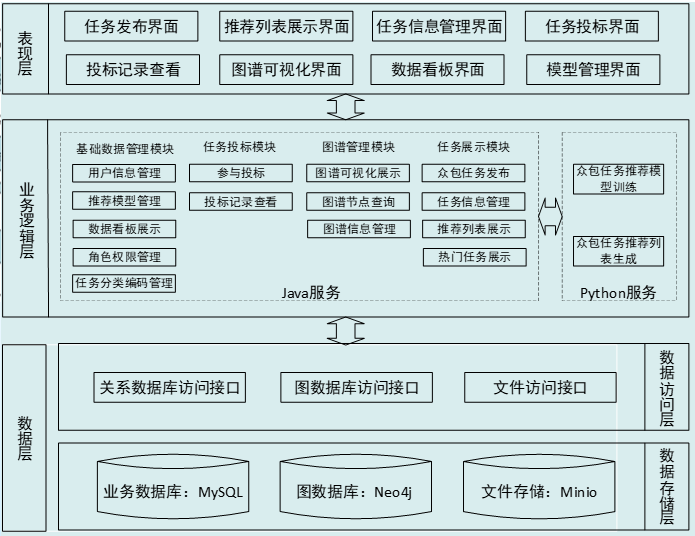 表现层
任务发布界面
推荐列表展示界面
任务信息管理界面
任务投标界面
投标记录查看
图谱可视化界面
数据看板界面
模型管理界面
业务逻辑层
基础数据管理模块
用户信息管理
推荐模型管理
数据看板展示
角色权限管理
任务分类编码管理
任务投标模块
参与投标
投标记录查看
图谱管理模块
图谱可视化展示
图谱节点查询
图谱信息管理
任务展示模块
众包任务发布
任务信息管理
推荐列表展示
热门任务展示
Java服务
众包任务推荐模
型训练
众包任务推荐列
表生成
Python服务
数据层
关系数据库访问接口
图数据库访问接口
文件访问接口
数据访问层
业务数据库：MySQL
图数据库：Neo4j
文件存储：Minio
数据存储层